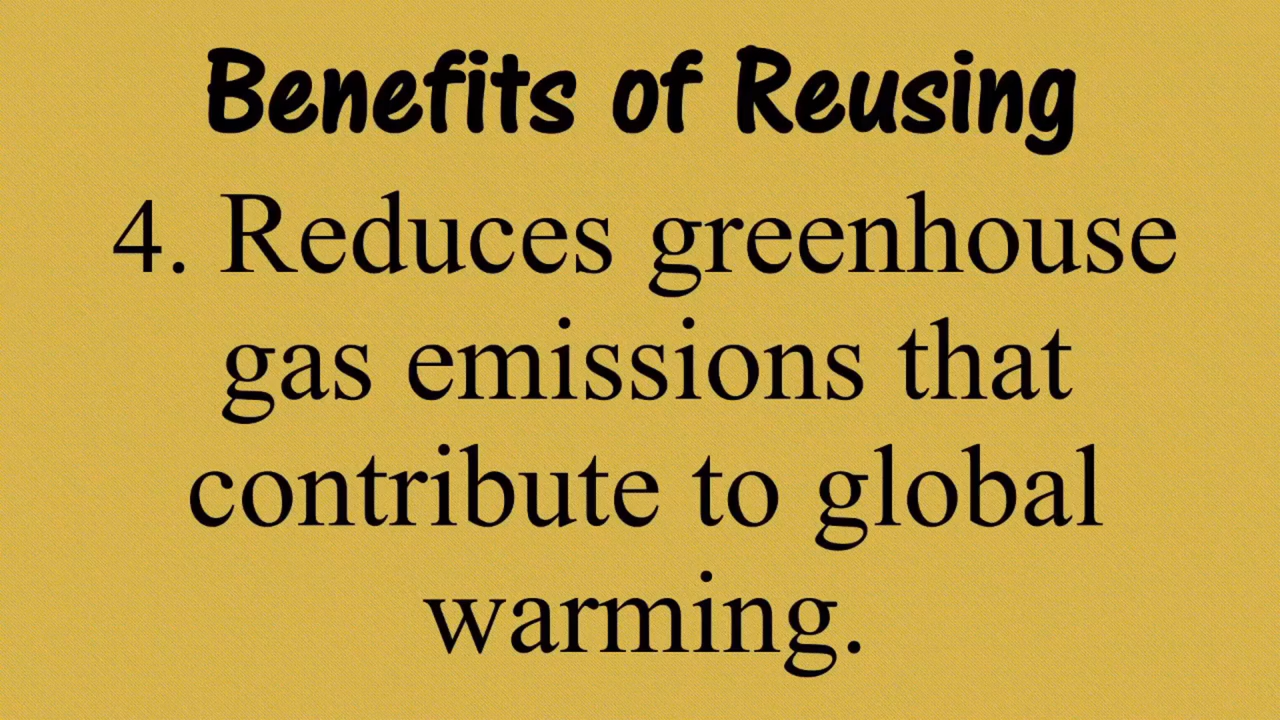 Benefits of Reusing
4. Reduces greenhouse
gas emissions that
contribute to global
warming.